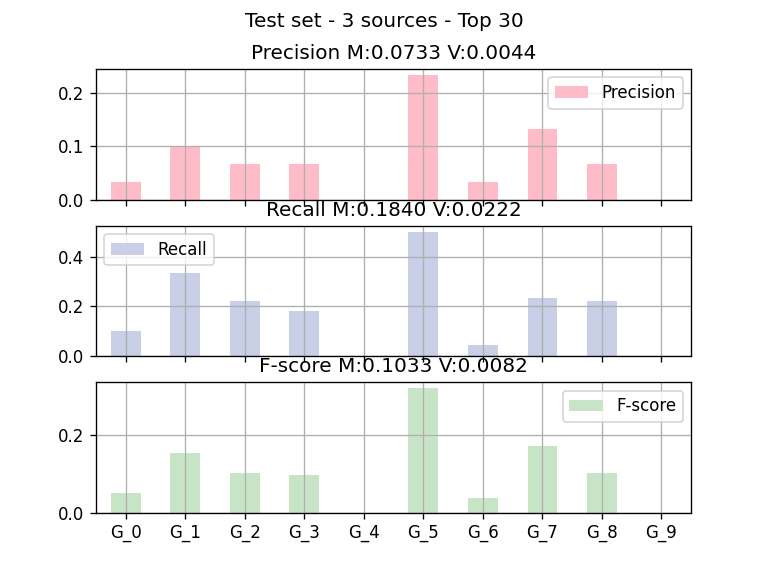 Test set - 3 sources - Top 30
Precision M:0.0733 V:0.0044
0.2
0.1
0.0
Precision
Recall M:0.1840 V:0.0222
0.4
0.2
0.0
Recall
F-score M:0.1033 V:0.0082
0.2
0.0
F-score
G_0 G_1 G_2 G_3 G_4 G_5 G_6 G_7 G_8 G_9